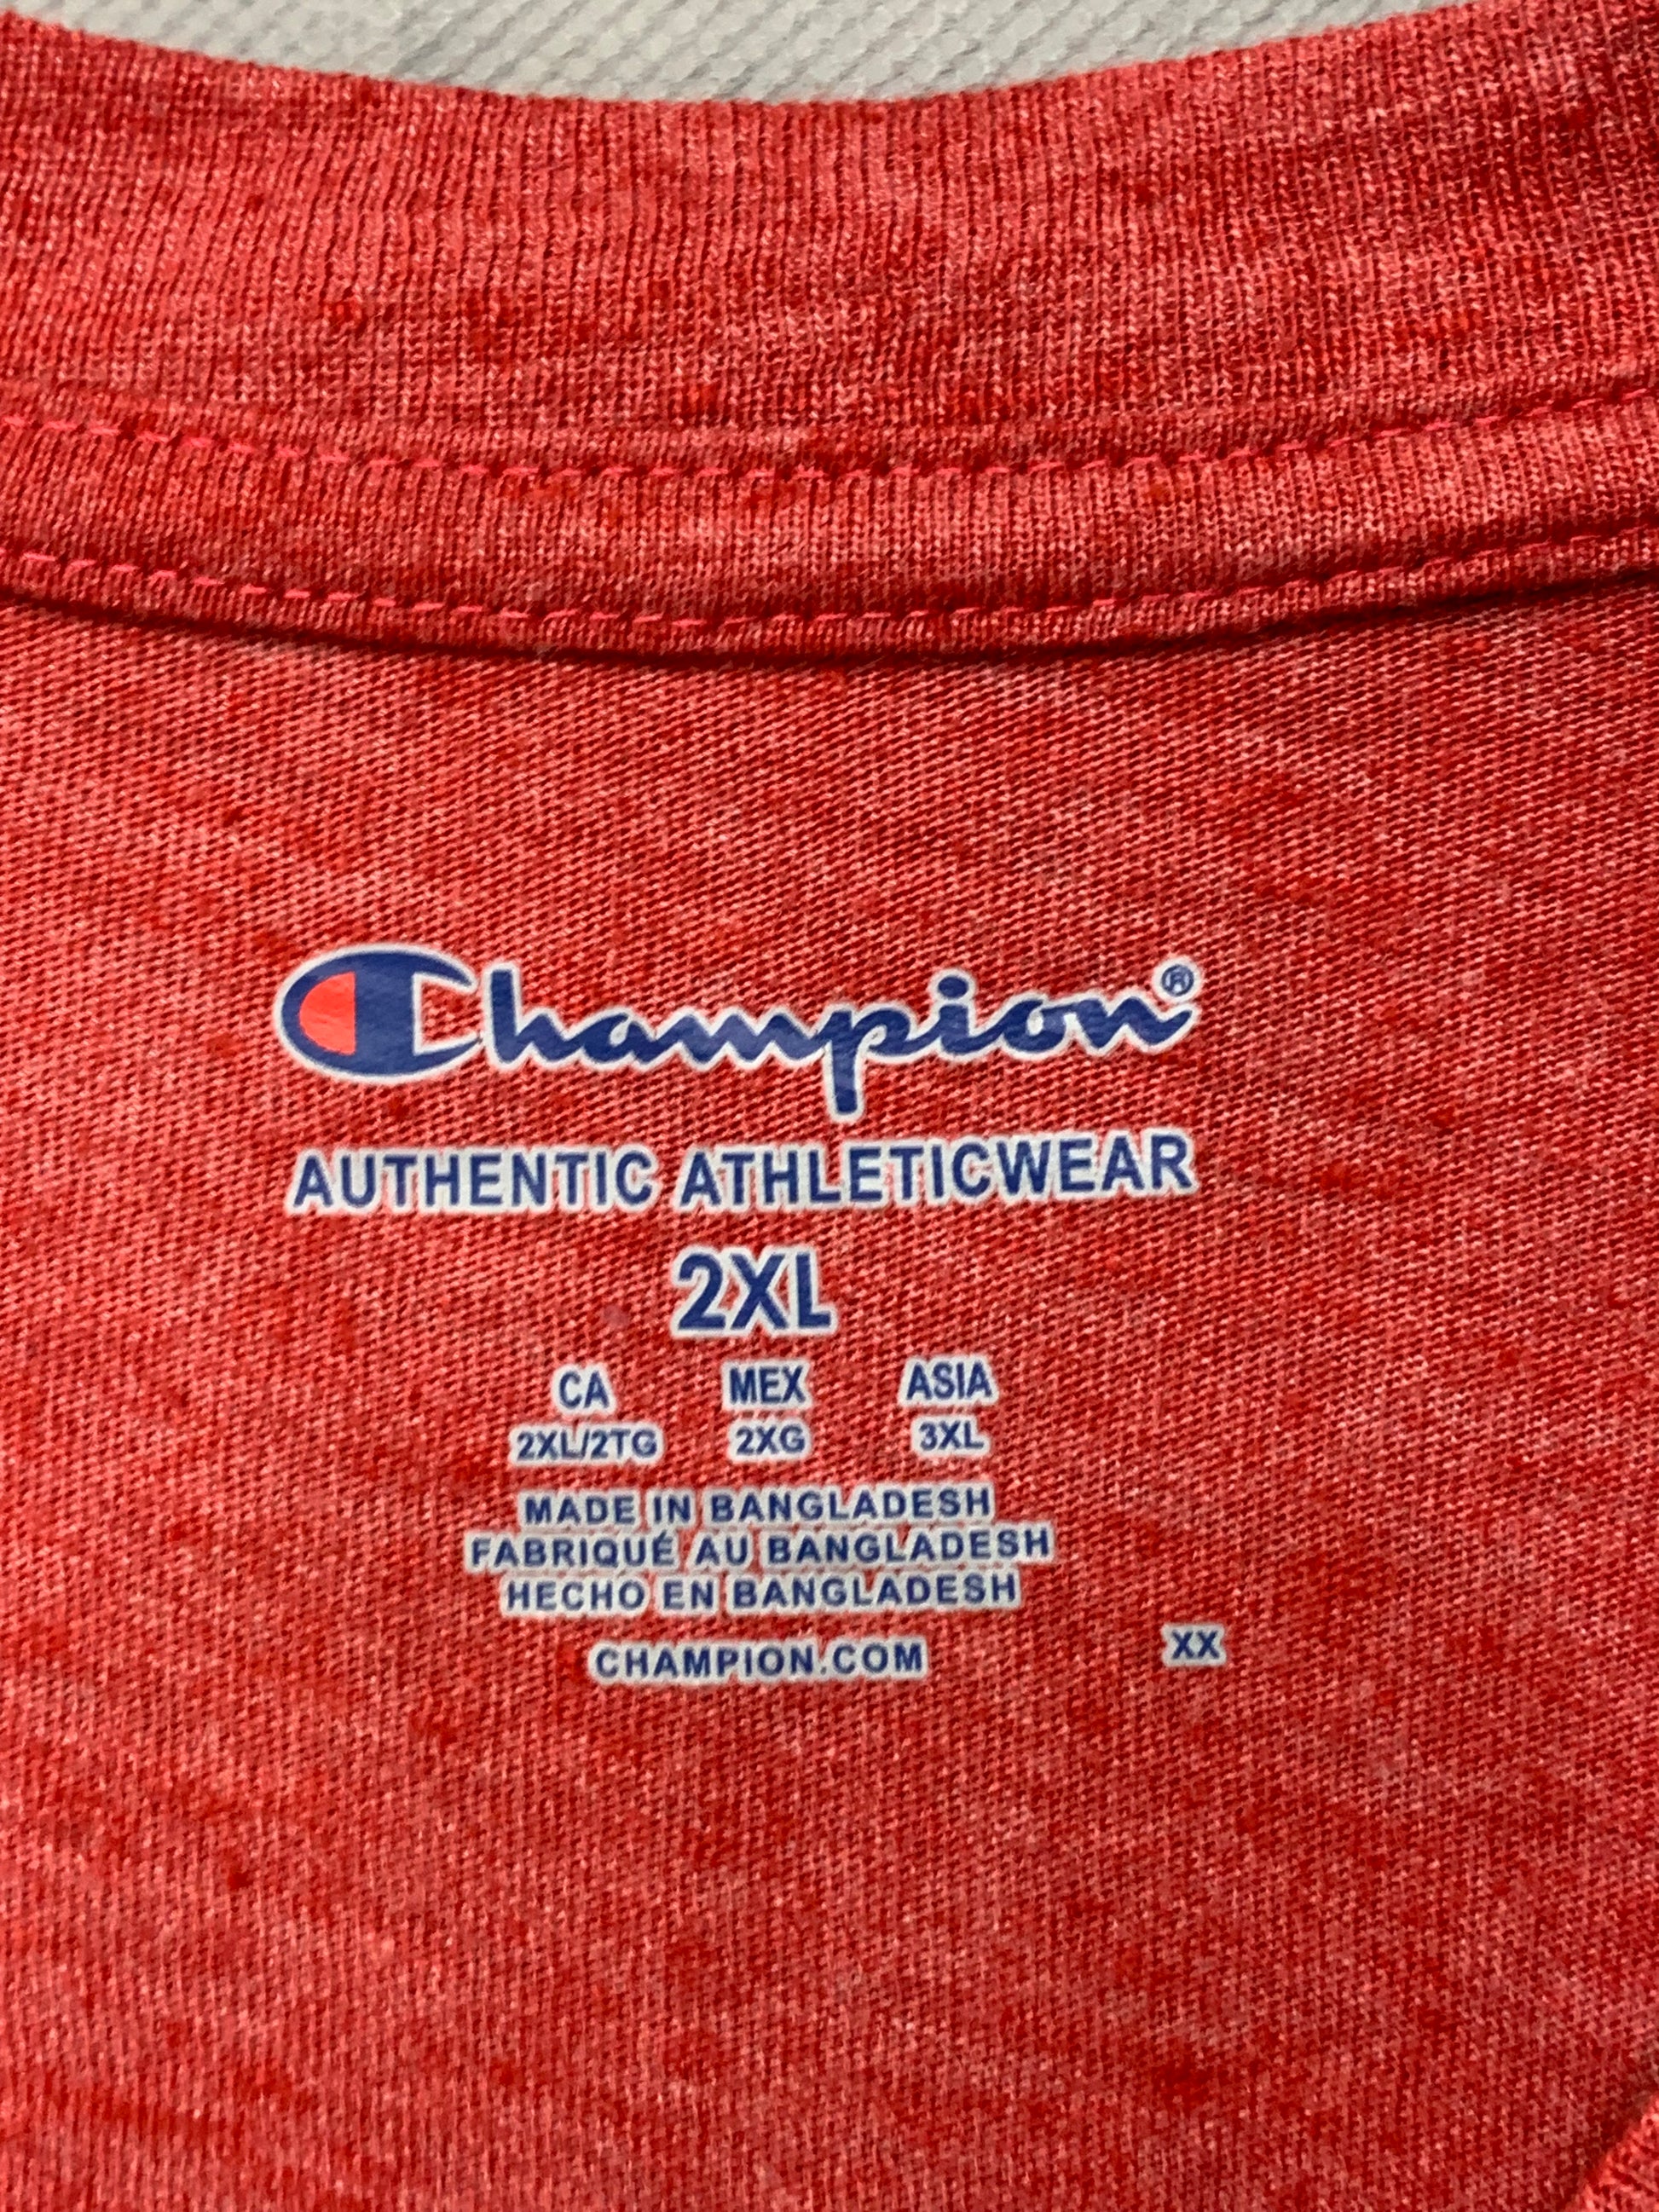 Champion®
AUTHENTIC ATHLETICWEAR
2XL
CA MEX ASIA
2XL/2TG 2XG 3XL
MADE IN BANGLADESH
FABRIQUÉ AU BANGLADESH
HECHO EN BANGLADESH
CHAMPION.COM
XX